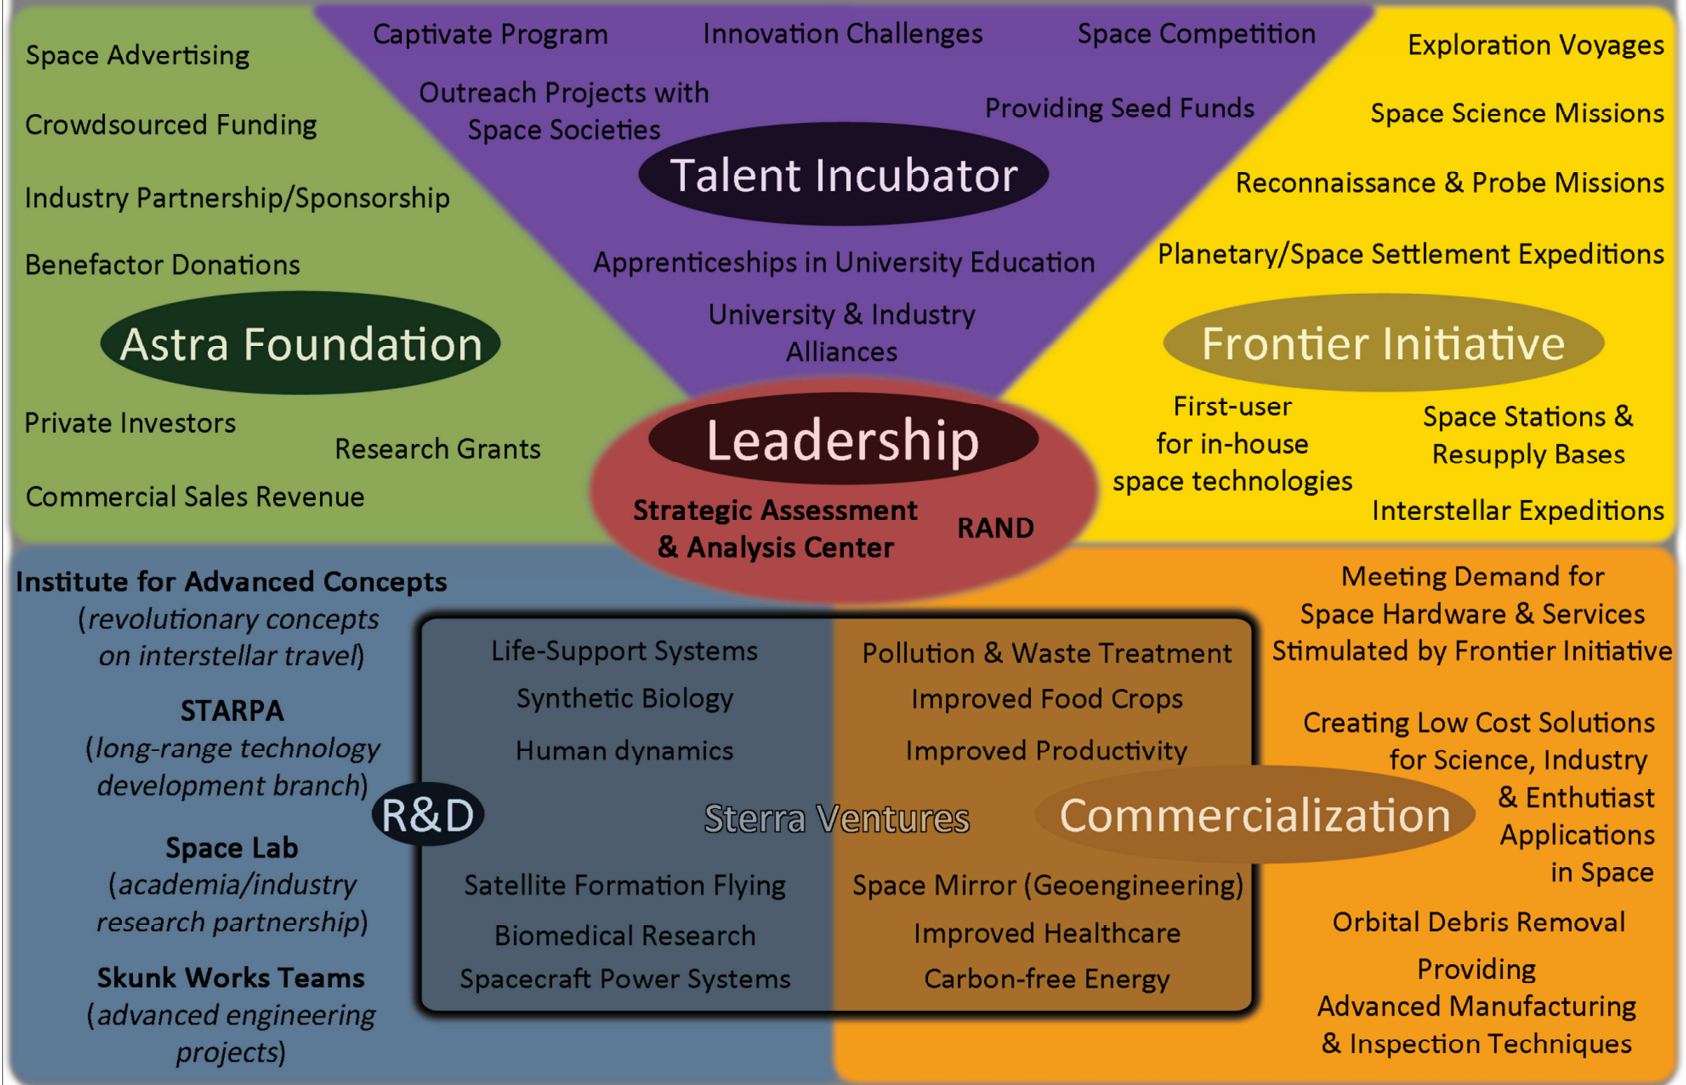 Space Advertising
Crowdsourced Funding
Industry Partnership/Sponsorship
Benefactor Donations
Astra Foundation
Private Investors
Research Grants
Commercial Sales Revenue
Captivate Program
Innovation Challenges
Space Competition
Outreach Projects with
Space Societies
Providing Seed Funds
Talent Incubator
Apprenticeships in University Education
University & Industry
Alliances
Exploration Voyages
Space Science Missions
Reconnaissance & Probe Missions
Planetary/Space Settlement Expeditions
Frontier Initiative
First-user
for in-house
space technologies
Space Stations &
Resupply Bases
Interstellar Expeditions
Leadership
Strategic Assessment
& Analysis Center
RAND
Institute for Advanced Concepts
(revolutionary concepts
on interstellar travel)
STARPA
(long-range technology
development branch)
R&D
Space Lab
(academia/industry
research partnership)
Skunk Works Teams
(advanced engineering
projects)
Life-Support Systems
Synthetic Biology
Human dynamics
Sterra Ventures
Satellite Formation Flying
Biomedical Research
Spacecraft Power Systems
Pollution & Waste Treatment
Improved Food Crops
Improved Productivity
Commercialization
Space Mirror (Geoengineering)
Improved Healthcare
Carbon-free Energy
Meeting Demand for
Space Hardware & Services
Stimulated by Frontier Initiative
Creating Low Cost Solutions
for Science, Industry
& Enthutiast
Applications
in Space
Orbital Debris Removal
Providing
Advanced Manufacturing
& Inspection Techniques